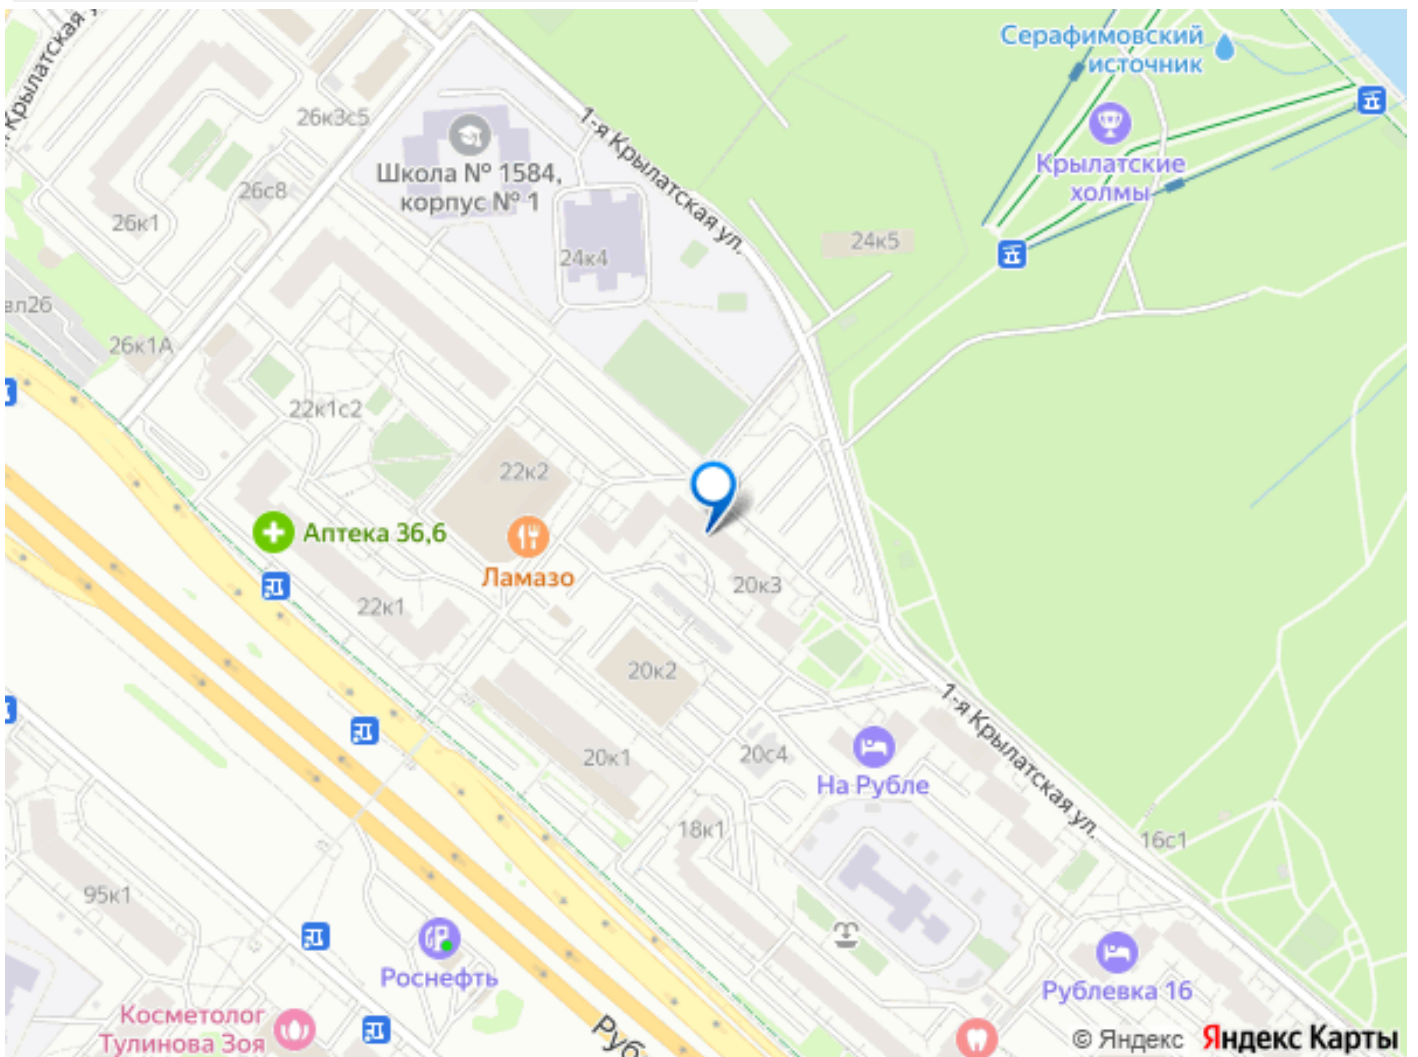 Крылатская у
Серафимовский
источник
26к3с5
1-я Крылатская ул.
Школа № 1584,
корпус № 1
Крылатские
холмы
26с8
26к1
24к5
24к4
вл26
26к1А
22к1с2
22к2
Аптека 36,6
Ламазо
20к3
22к1
20к2
1-я Крылатская ул.
20к1
20с4
На Рубле
18к1
16с1
95к1
Роснефть
Рублевка 16
Косметолог
Тулинова Зоя
Руб
© Яндекс Яндекс Карты